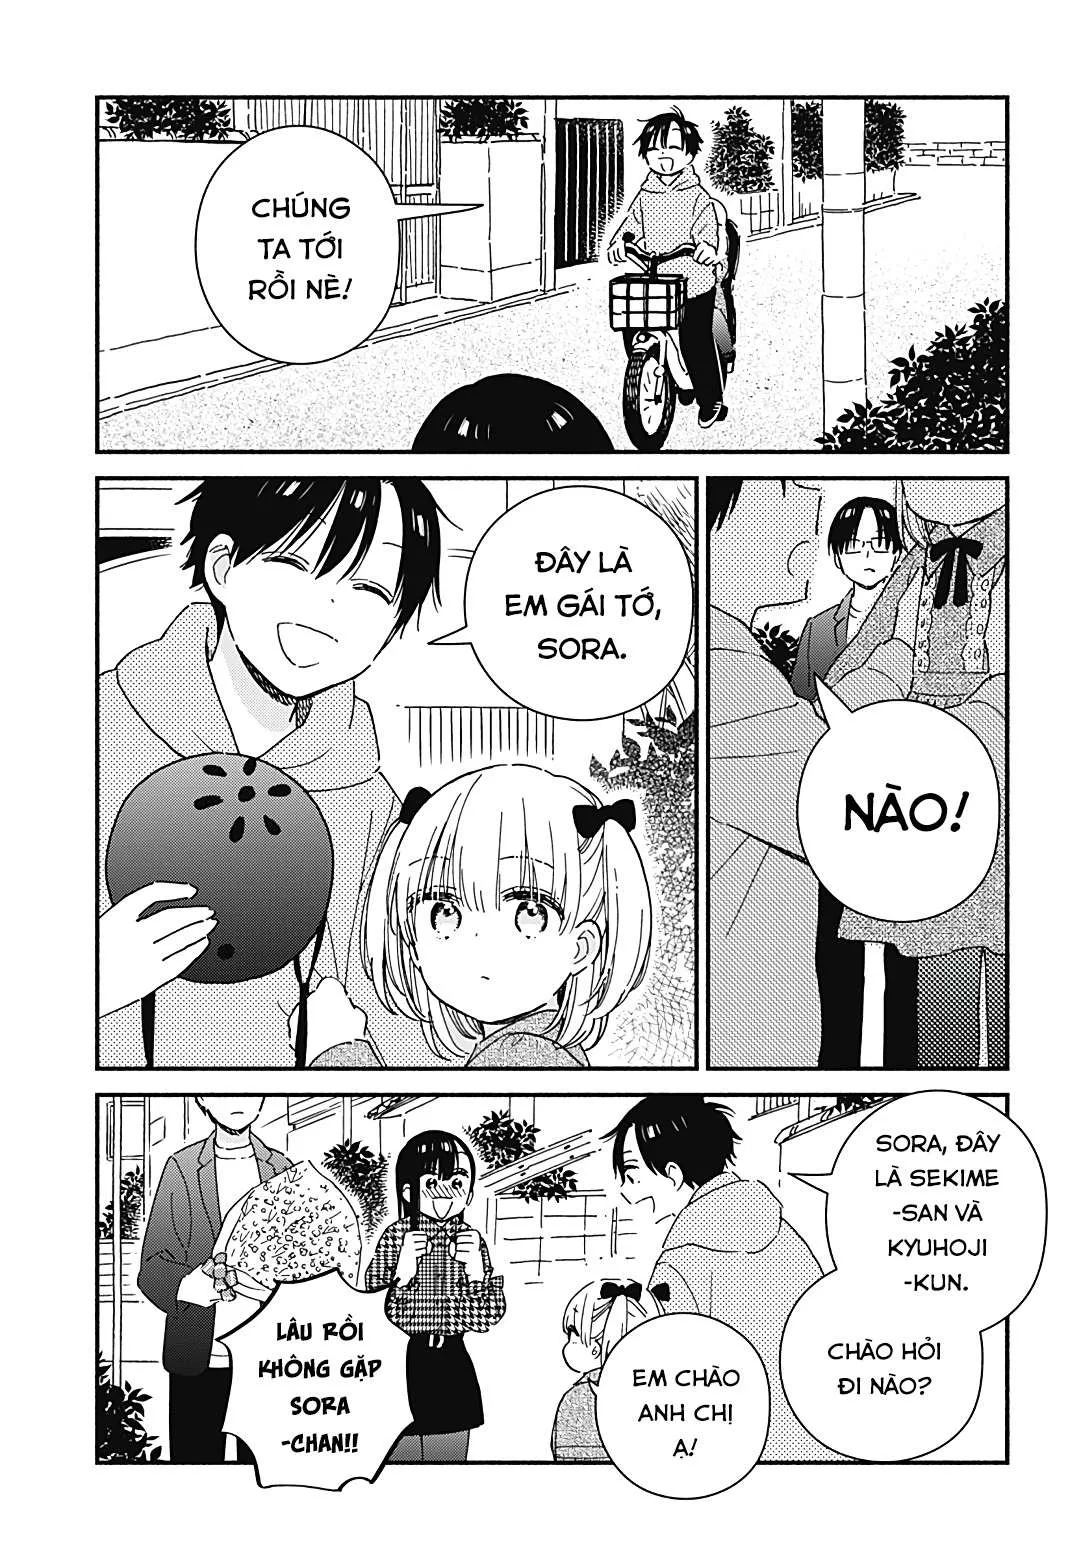 CHÚNG
TA TỚI
RỒI NÈ!
ĐÂY LÀ
EM GÁI TỚ,
SORA.
NÀO!
SORA, ĐÂY
LÀ SEKIME
-SAN VÀ
KYUHOJI
-KUN.
CHÀO HỎI
ĐI NÀO?
EM CHÀO
ANH CHỊ
Ạ!
LÂU RỒI
KHÔNG GẶP
SORA
-CHAN!!